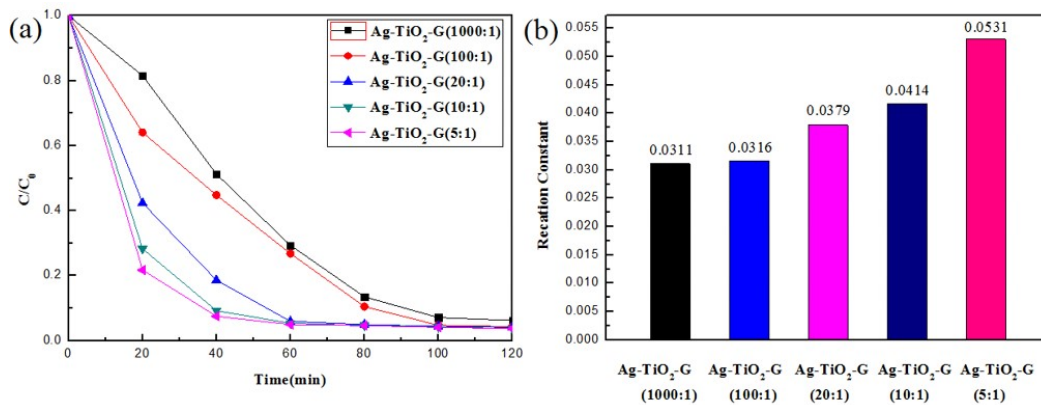 (a)
Ag-TiO2-G(1000:1)
Ag-TiO2-G(100:1)
Ag-TiO2-G(20:1)
Ag-TiO2-G(10:1)
Ag-TiO2-G(5:1)
C/C0
1.0
0.8
0.6
0.4
0.2
0.0
0 20 40 60 80 100 120
Time(min)
(b)
Recation Constant
0.055
0.050
0.045
0.040
0.035
0.030
0.025
0.020
0.015
0.010
0.005
0.000
0.0311
0.0316
0.0379
0.0414
0.0531
Ag-TiO2-G Ag-TiO2-G Ag-TiO2-G Ag-TiO2-G Ag-TiO2-G
(1000:1) (100:1) (20:1) (10:1) (5:1)